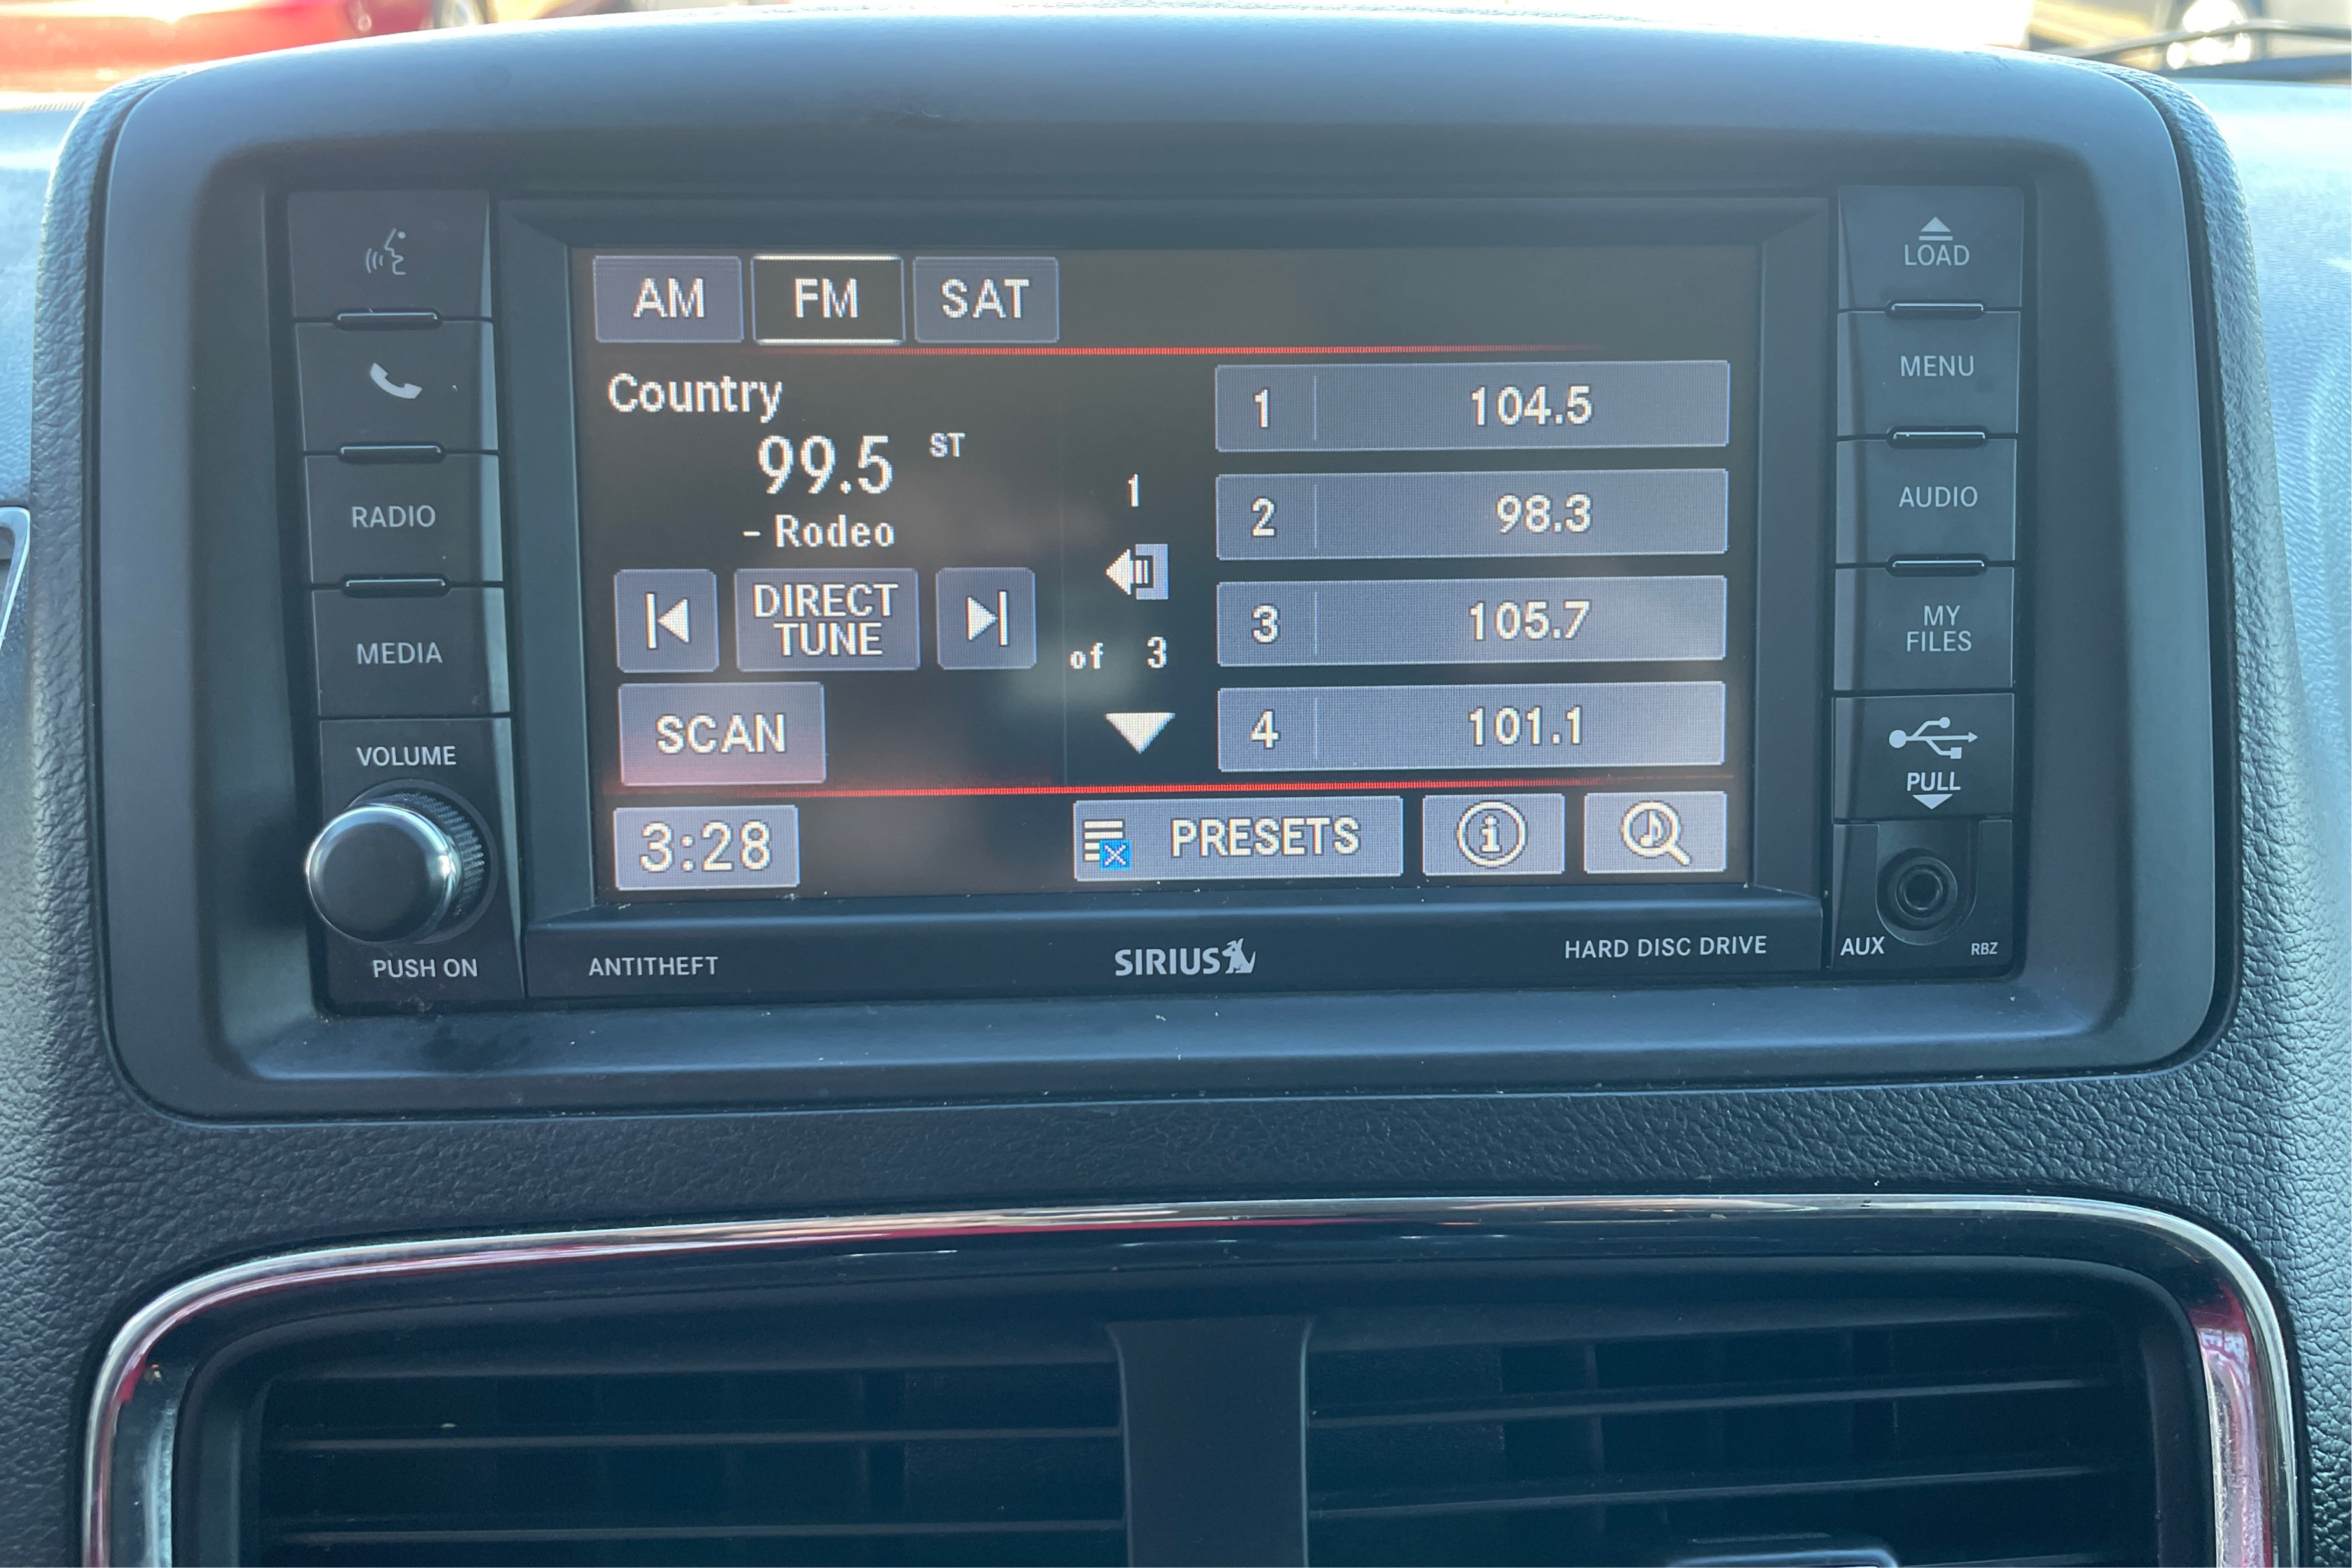 AM FM SAT
Country
99.5 ST
- Rodeo
DIRECT
TUNE
SCAN
1
of 3
1 104.5
2 98.3
3 105.7
4 101.1
3:28
PRESETS
i
RADIO
MEDIA
VOLUME
PUSH ON
LOAD
MENU
AUDIO
MY
FILES
PULL
AUX RBZ
ANTITHEFT
SIRIUS
HARD DISC DRIVE